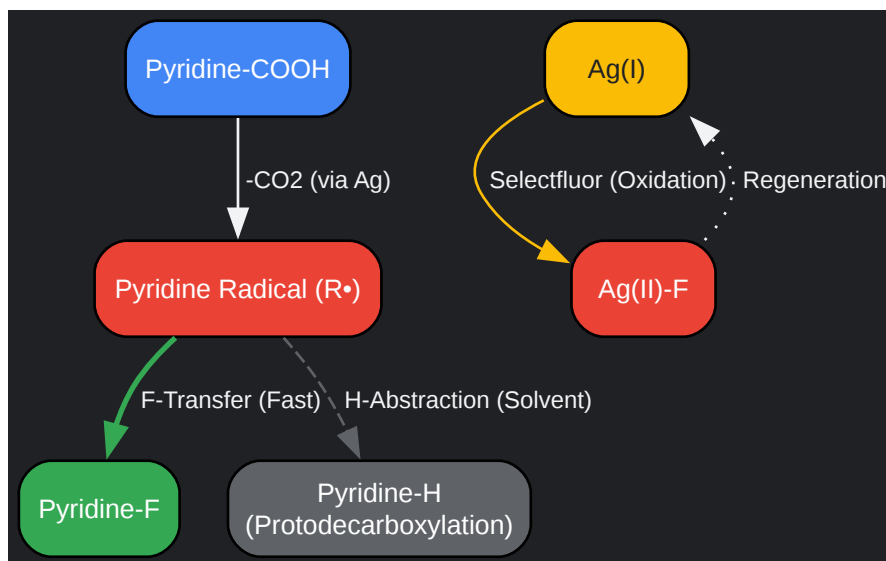 Pyridine-COOH
Ag(I)
-CO2 (via Ag)
Selectfluor (Oxidation)
Regeneration
Pyridine Radical (R•)
Ag(II)-F
F-Transfer (Fast)
H-Abstraction (Solvent)
Pyridine-F
Pyridine-H
(Protodecarboxylation)